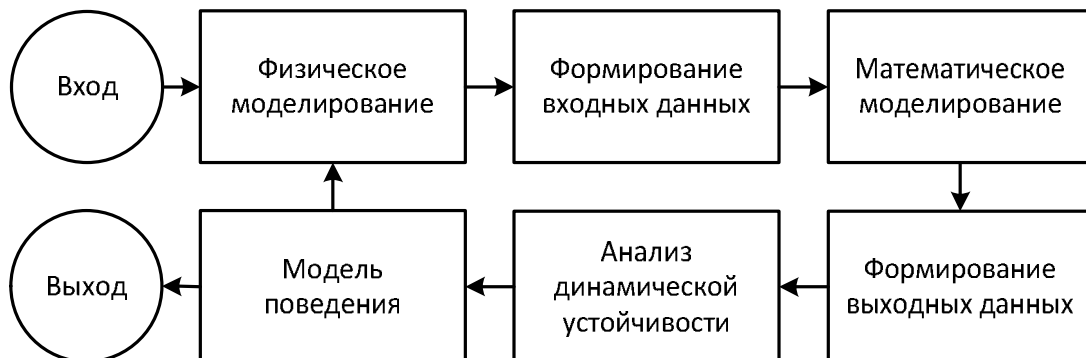 Вход
Физическое
моделирование
Формирование
входных данных
Математическое
моделирование
Выход
Модель
поведения
Анализ
динамической
устойчивости
Формирование
выходных данных